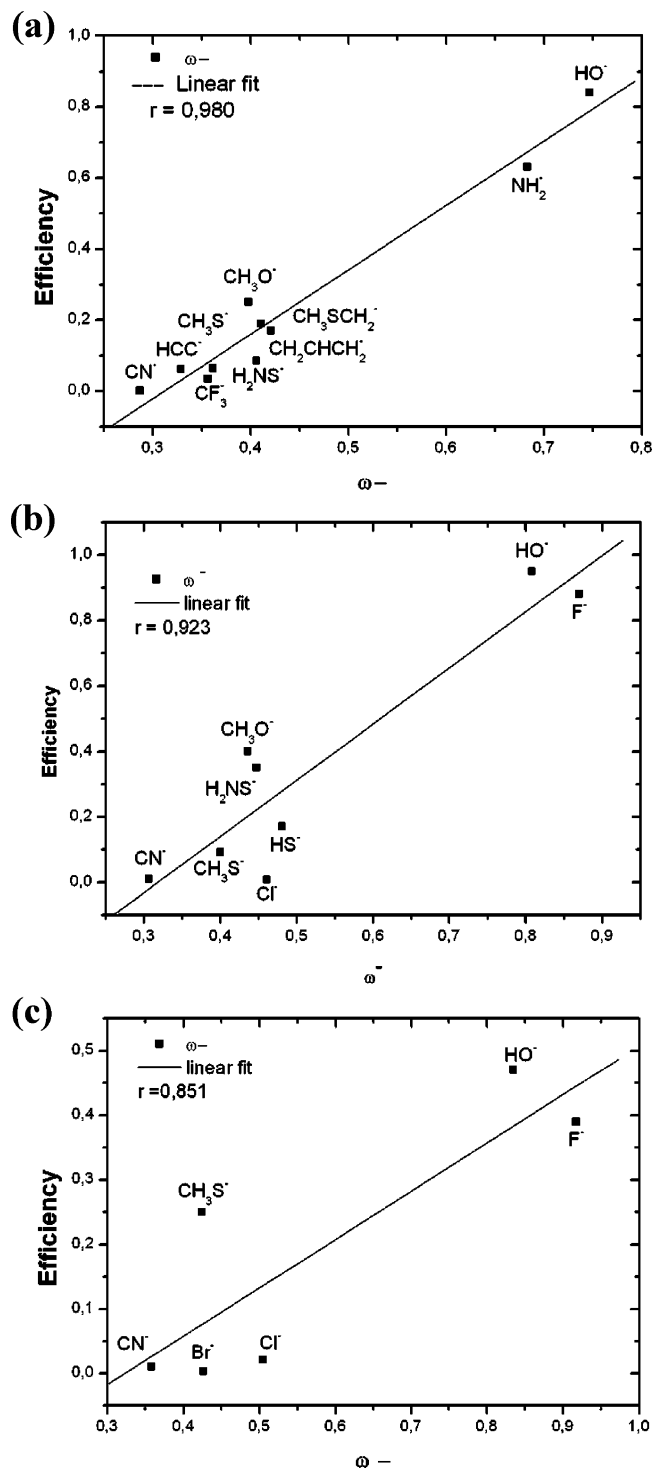 (a)
ω–
Linear fit
r = 0,980
HO⁻
NH₂⁻
CH₃O⁻
CH₃S⁻
CH₃SCH₂⁻
HCC⁻
CH₂CHCH₂⁻
CN⁻
CF₃⁻
H₂NS⁻
Efficiency
1,0
0,8
0,6
0,4
0,2
0,0
0,3 0,4 0,5 0,6 0,7 0,8
ω–
(b)
ω⁻
linear fit
r = 0,923
HO⁻
F⁻
CH₃O⁻
H₂NS⁻
HS⁻
CN⁻
CH₃S⁻
Cl⁻
Efficiency
1,0
0,8
0,6
0,4
0,2
0,0
0,3 0,4 0,5 0,6 0,7 0,8 0,9
ω⁻
(c)
ω–
linear fit
r =0,851
HO⁻
F⁻
CH₃S⁻
CN⁻
Br⁻
Cl⁻
Efficiency
0,5
0,4
0,3
0,2
0,1
0,0
0,3 0,4 0,5 0,6 0,7 0,8 0,9 1,0
ω –